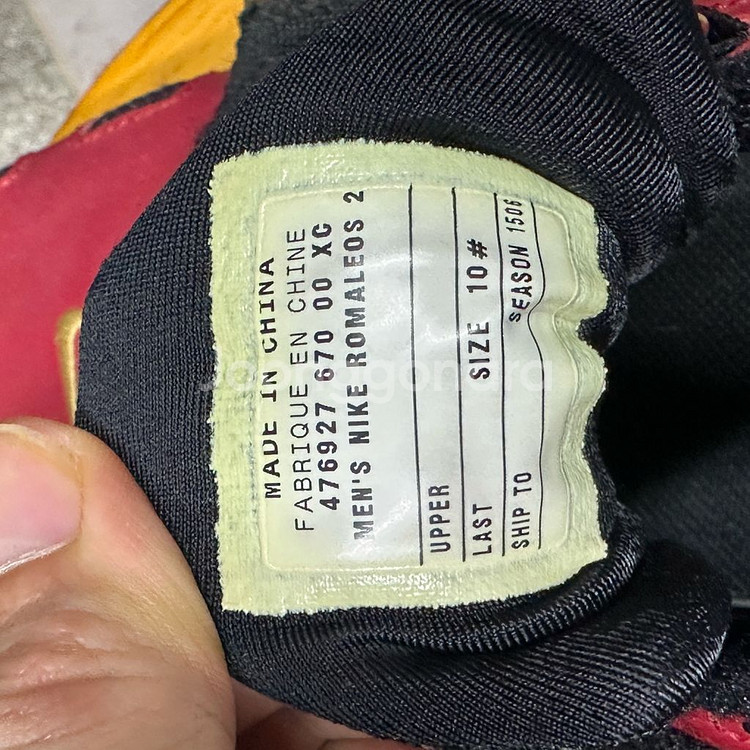 MADE IN CHINA
FABRIQUE EN CHINE
476927 670 00 XC
MEN'S NIKE ROMALEOS 2
UPPER
LAST SIZE 10#
SHIP TO SEASON 1506
Joonggonara